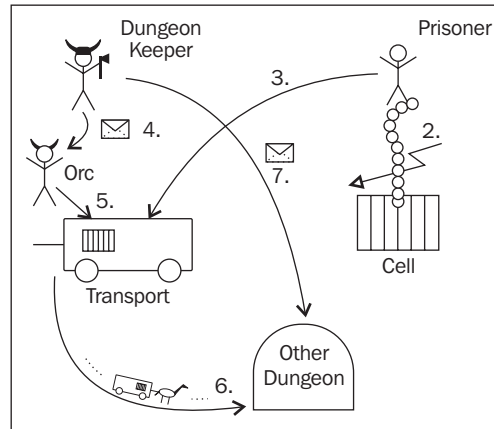 Dungeon
Keeper
Prisoner
3.
4.
2.
7.
Orc
5.
Cell
Transport
6.
Other
Dungeon